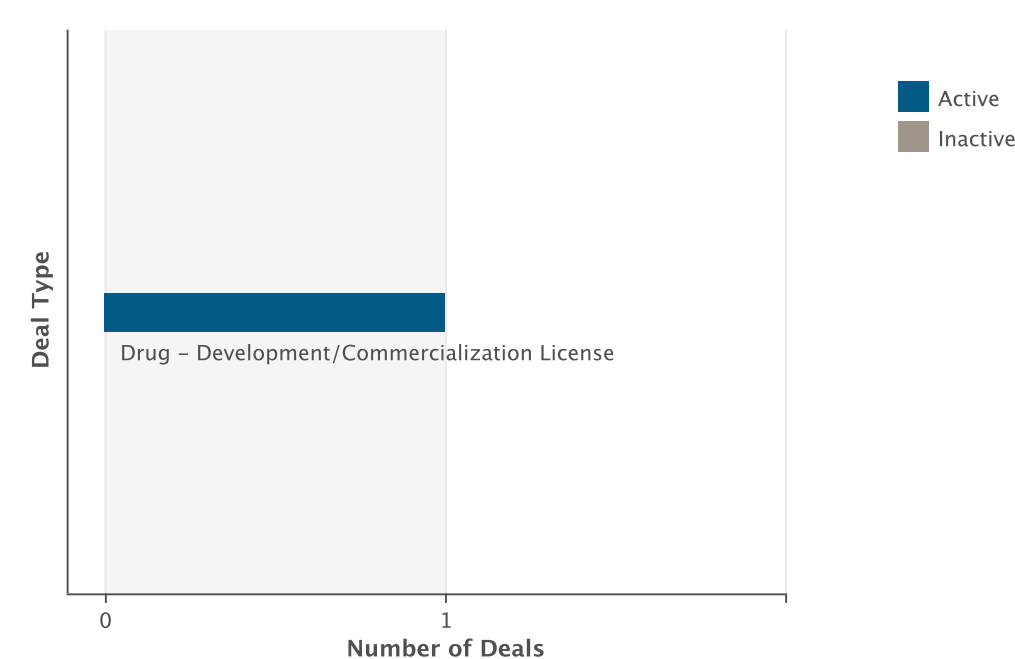 Active
Inactive
Deal Type
Drug – Development/Commercialization License
0 1
Number of Deals